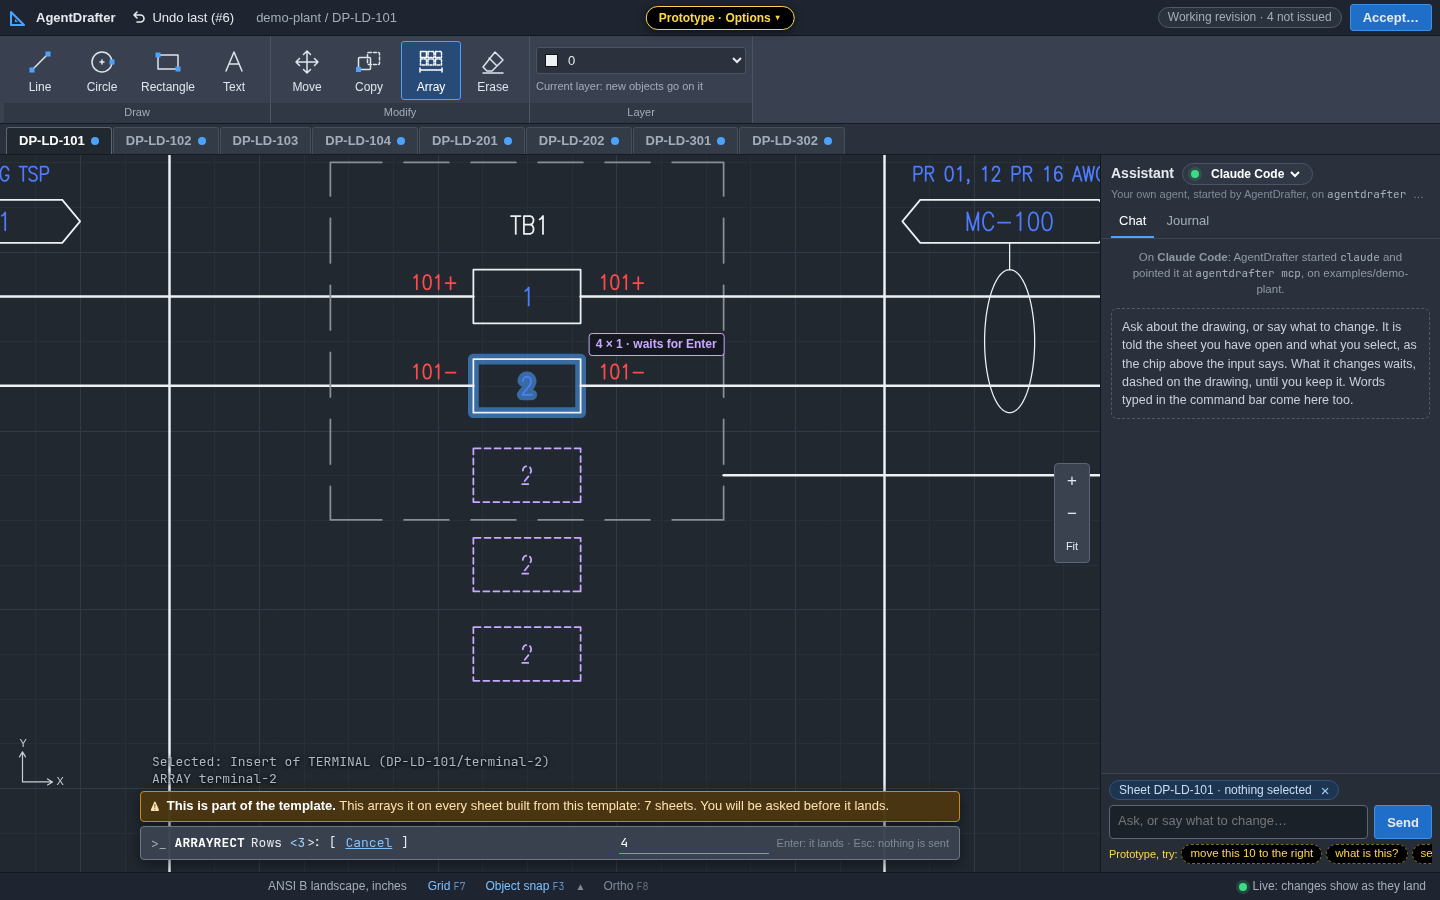 AgentDrafter
Undo last (#6)
demo-plant / DP-LD-101
Prototype · Options ▾
Working revision · 4 not issued
Accept…
Line
Circle
Rectangle
Text
Draw
Move
Copy
Array
Erase
Modify
0
Current layer: new objects go on it
Layer
DP-LD-101
DP-LD-102
DP-LD-103
DP-LD-104
DP-LD-201
DP-LD-202
DP-LD-301
DP-LD-302
G TSP
1
TB1
101+
1
101+
4 × 1 · waits for Enter
101−
2
101−
2
2
2
PR 01, 12 PR 16 AWG
MC-100
+
−
Fit
Y
X
Selected: Insert of TERMINAL (DP-LD-101/terminal-2)
ARRAY terminal-2
This is part of the template. This arrays it on every sheet built from this template: 7 sheets. You will be asked before it lands.
>_ ARRAYRECT Rows <3>: [ Cancel ]
4
Enter: it lands · Esc: nothing is sent
Assistant
Claude Code
Your own agent, started by AgentDrafter, on agentdrafter …
Chat
Journal
On Claude Code: AgentDrafter started claude and
pointed it at agentdrafter mcp, on examples/demo-
plant.
Ask about the drawing, or say what to change. It is
told the sheet you have open and what you select, as
the chip above the input says. What it changes waits,
dashed on the drawing, until you keep it. Words
typed in the command bar come here too.
Sheet DP-LD-101 · nothing selected ×
Ask, or say what to change…
Send
Prototype, try:
move this 10 to the right
what is this?
se
ANSI B landscape, inches
Grid F7
Object snap F3 ▲
Ortho F8
Live: changes show as they land